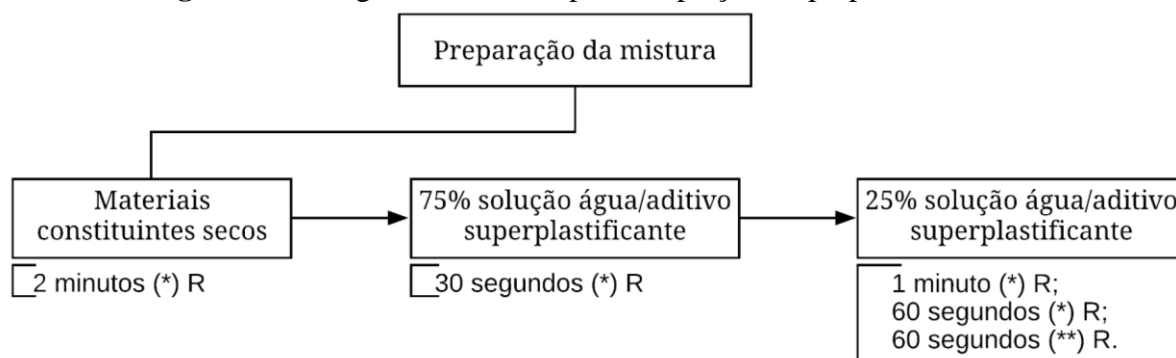 Preparação da mistura
Materiais
constituintes secos
2 minutos (*) R
75% solução água/aditivo
superplastificante
30 segundos (*) R
25% solução água/aditivo
superplastificante
1 minuto (*) R;
60 segundos (*) R;
60 segundos (**) R.